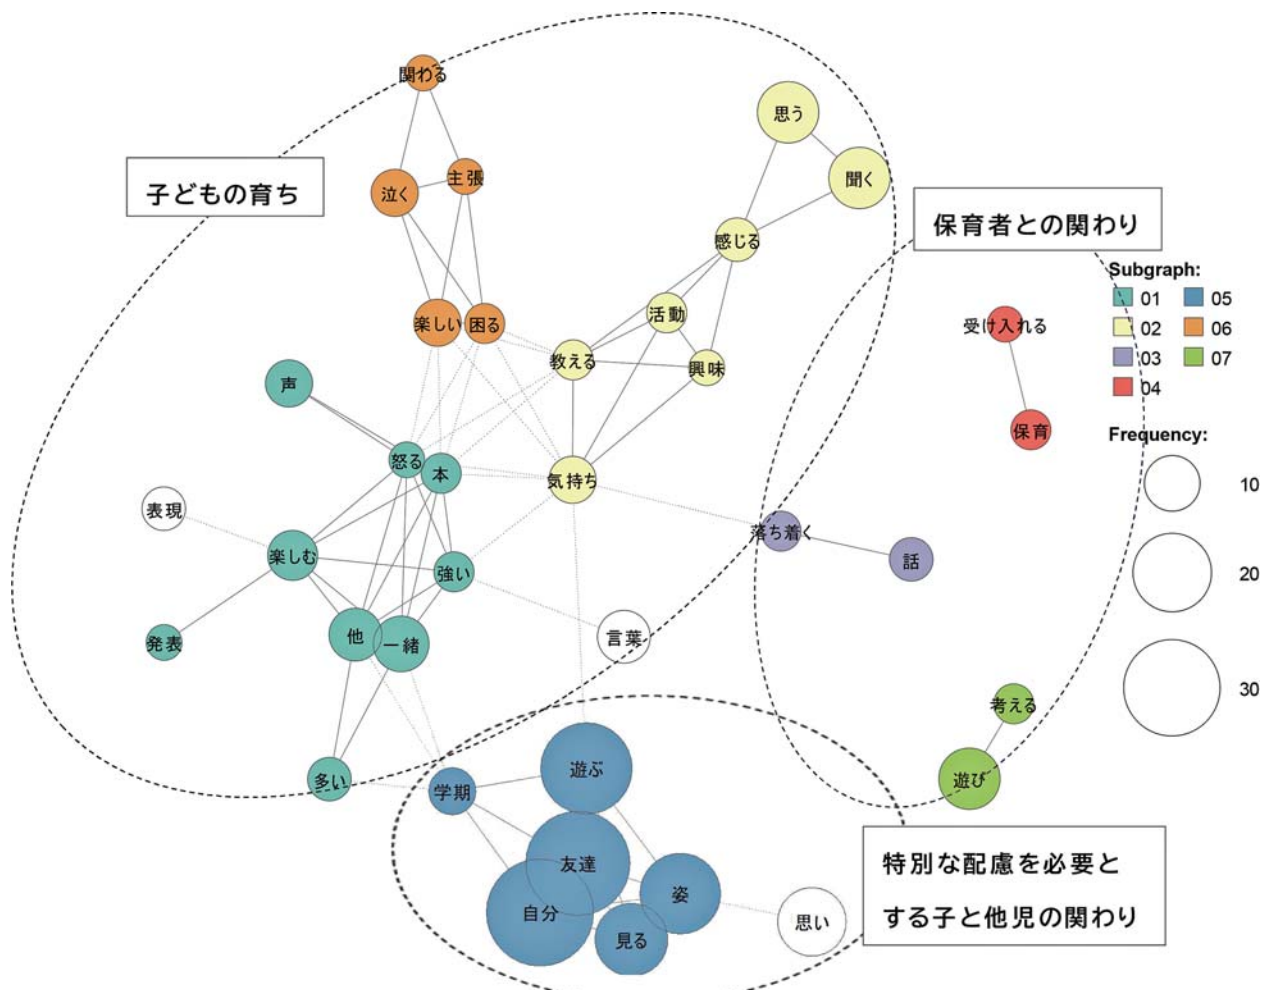 関わる
思う
子どもの育ち
泣く
主張
聞く
保育者との関わり
感じる
Subgraph:
01
05
02
06
03
07
04
受け入れる
楽しい
困る
活動
教える
興味
声
保育
Frequency:
怒る
本
気持ち
10
表現
落ち着く
話
楽しむ
強い
20
発表
他
一緒
言葉
30
考える
多い
学期
遊ぶ
遊び
友達
姿
自分
見る
思い
特別な配慮を必要と
する子と他児の関わり